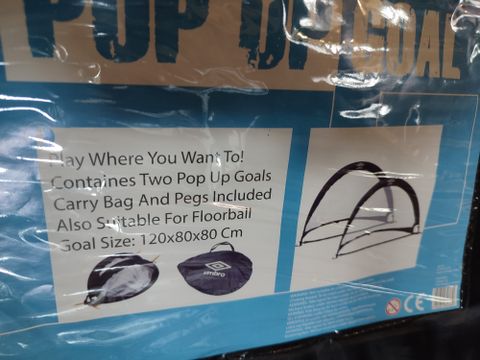 POP UP GOAL
Play Where You Want To!
Containes Two Pop Up Goals
Carry Bag And Pegs Included
Also Suitable For Floorball
Goal Size: 120x80x80 Cm
umbro
CE